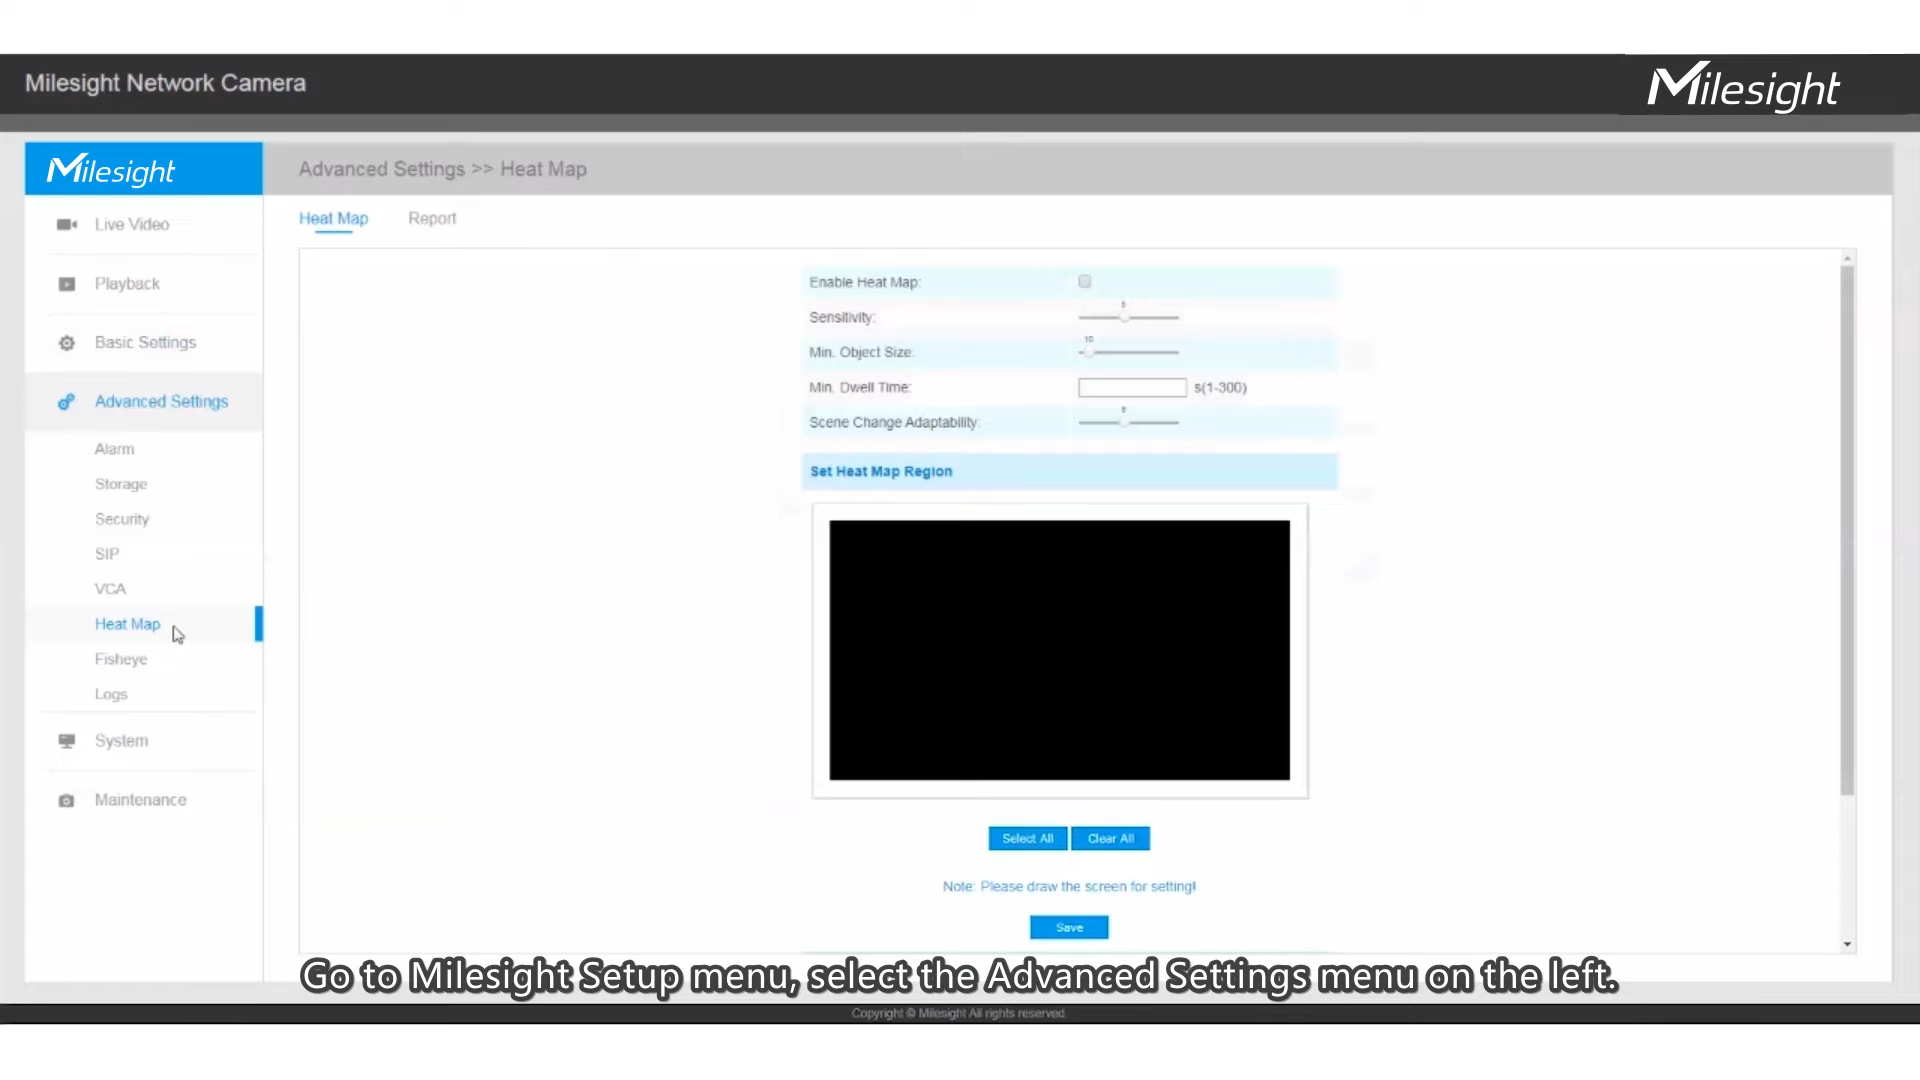 Milesight Network Camera
Milesight
Milesight
Advanced Settings >> Heat Map
Live Video
Playback
Basic Settings
Advanced Settings
Alarm
Storage
Security
SIP
VCA
Heat Map
Fisheye
Logs
System
Maintenance
Heat Map Report
Enable Heat Map:
Sensitivity:
Min. Object Size:
10
Min. Dwell Time: s(1-300)
Scene Change Adaptability:
Set Heat Map Region
Select All Clear All
Note: Please draw the screen for setting!
Save
Go to Milesight Setup menu, select the Advanced Settings menu on the left.
Copyright © Milesight All rights reserved.